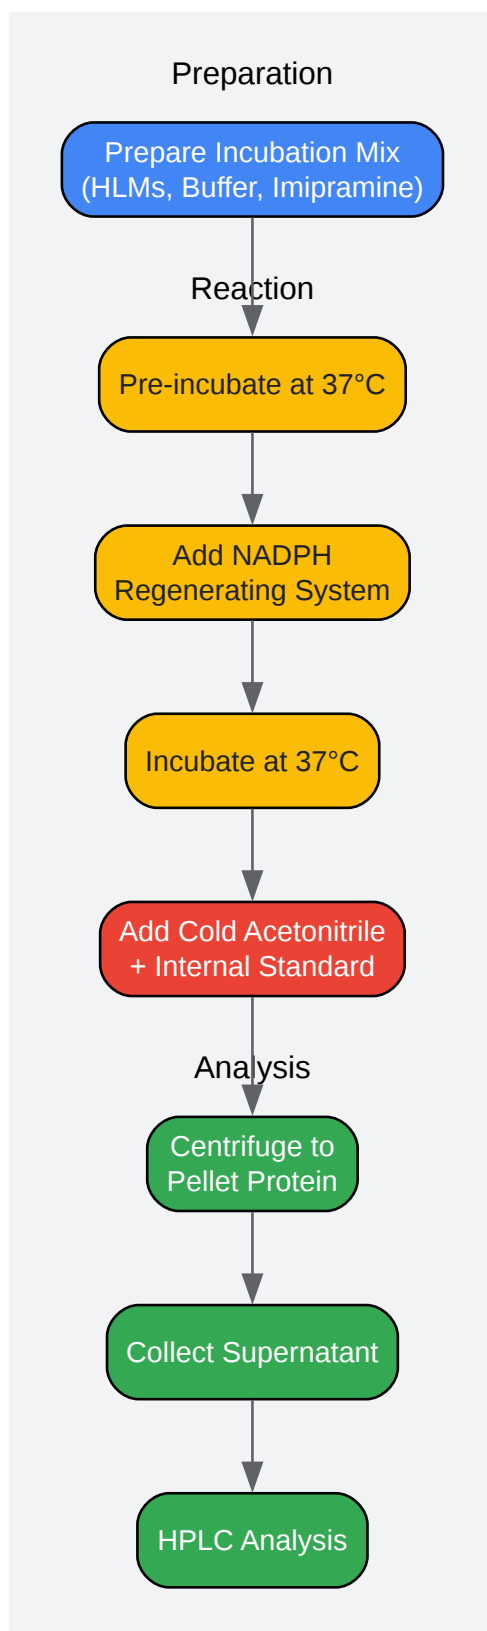 Preparation
Prepare Incubation Mix
(HLMs, Buffer, Imipramine)
Reaction
Pre-incubate at 37°C
Add NADPH
Regenerating System
Incubate at 37°C
Add Cold Acetonitrile
+ Internal Standard
Analysis
Centrifuge to
Pellet Protein
Collect Supernatant
HPLC Analysis